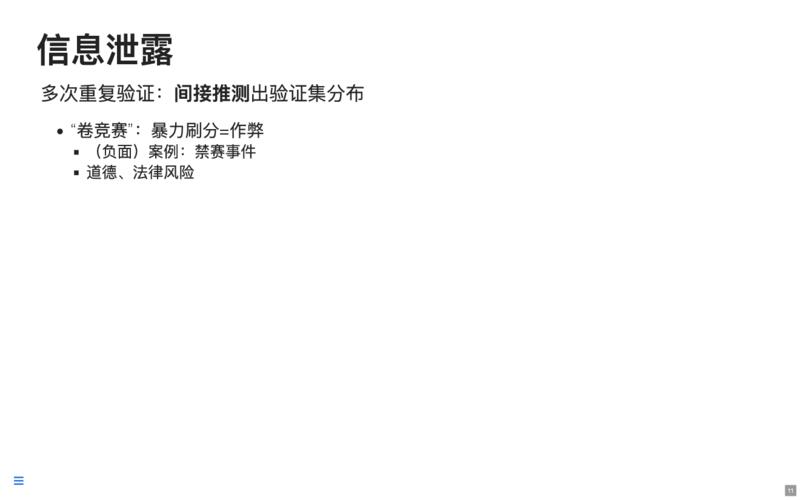 信息泄露
多次重复验证：间接推测出验证集分布
• “卷竞赛”：暴力刷分=作弊
▪ （负面）案例：禁赛事件
▪ 道德、法律风险
11